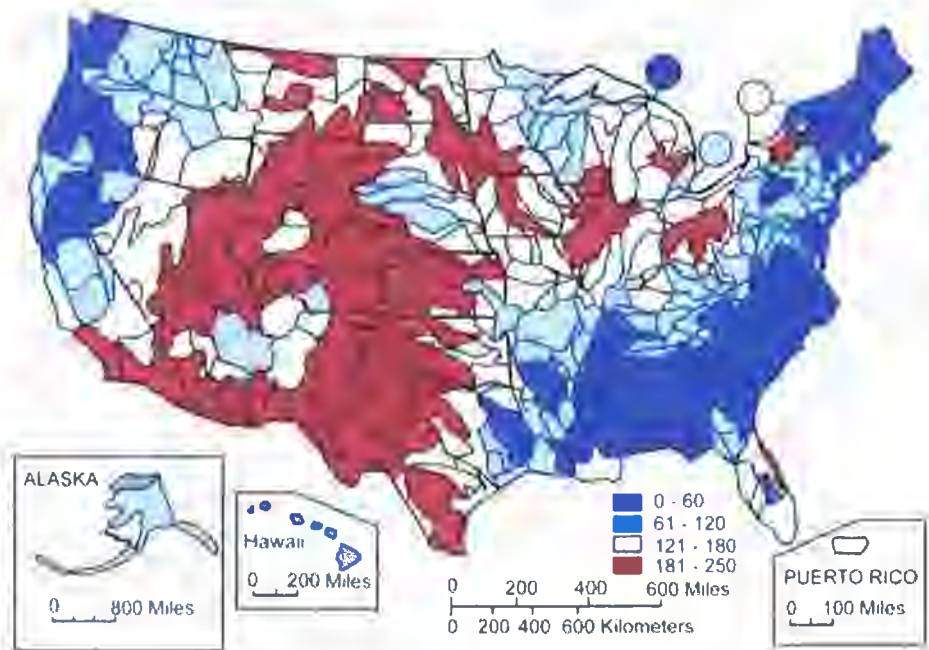 ALASKA
0 800 Miles
Hawaii
0 200 Miles
0 - 60
61 - 120
121 - 180
181 - 250
0 200 400 600 Miles
0 200 400 600 Kilometers
PUERTO RICO
0 100 Miles